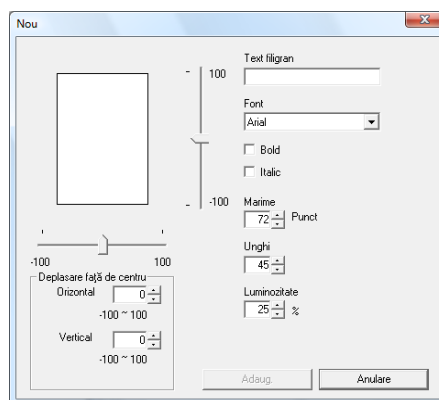 Nou
Text filigran
100
Font
Arial
Bold
Italic
-100
Marime
72 Punct
-100 100
Unghi
45
Deplasare față de centru
Orizontal 0
-100 ~ 100
Luminozitate
25 %
Vertical 0
-100 ~ 100
Adaug.
Anulare